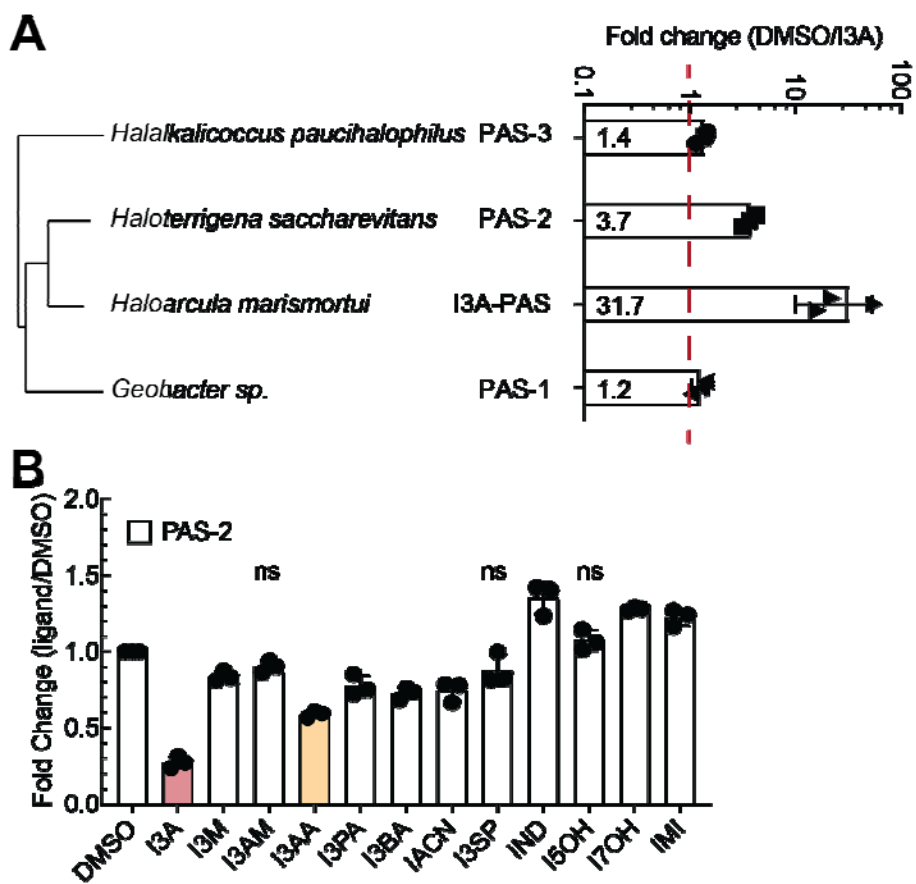 A
Fold change (DMSO/I3A)
0.1 1 10 100
Halalkalicoccus paucihalophilus PAS-3 1.4
Haloterrigena saccharevitans PAS-2 3.7
Haloarcula marismortui I3A-PAS 31.7
Geobacter sp. PAS-1 1.2
B
Fold Change (ligand/DMSO)
2.0
1.5
1.0
0.5
0.0
PAS-2
ns ns ns
DMSO I3A I3M I3AM I3AA I3PA I3BA IACN I3SP IND I5OH I7OH IMI